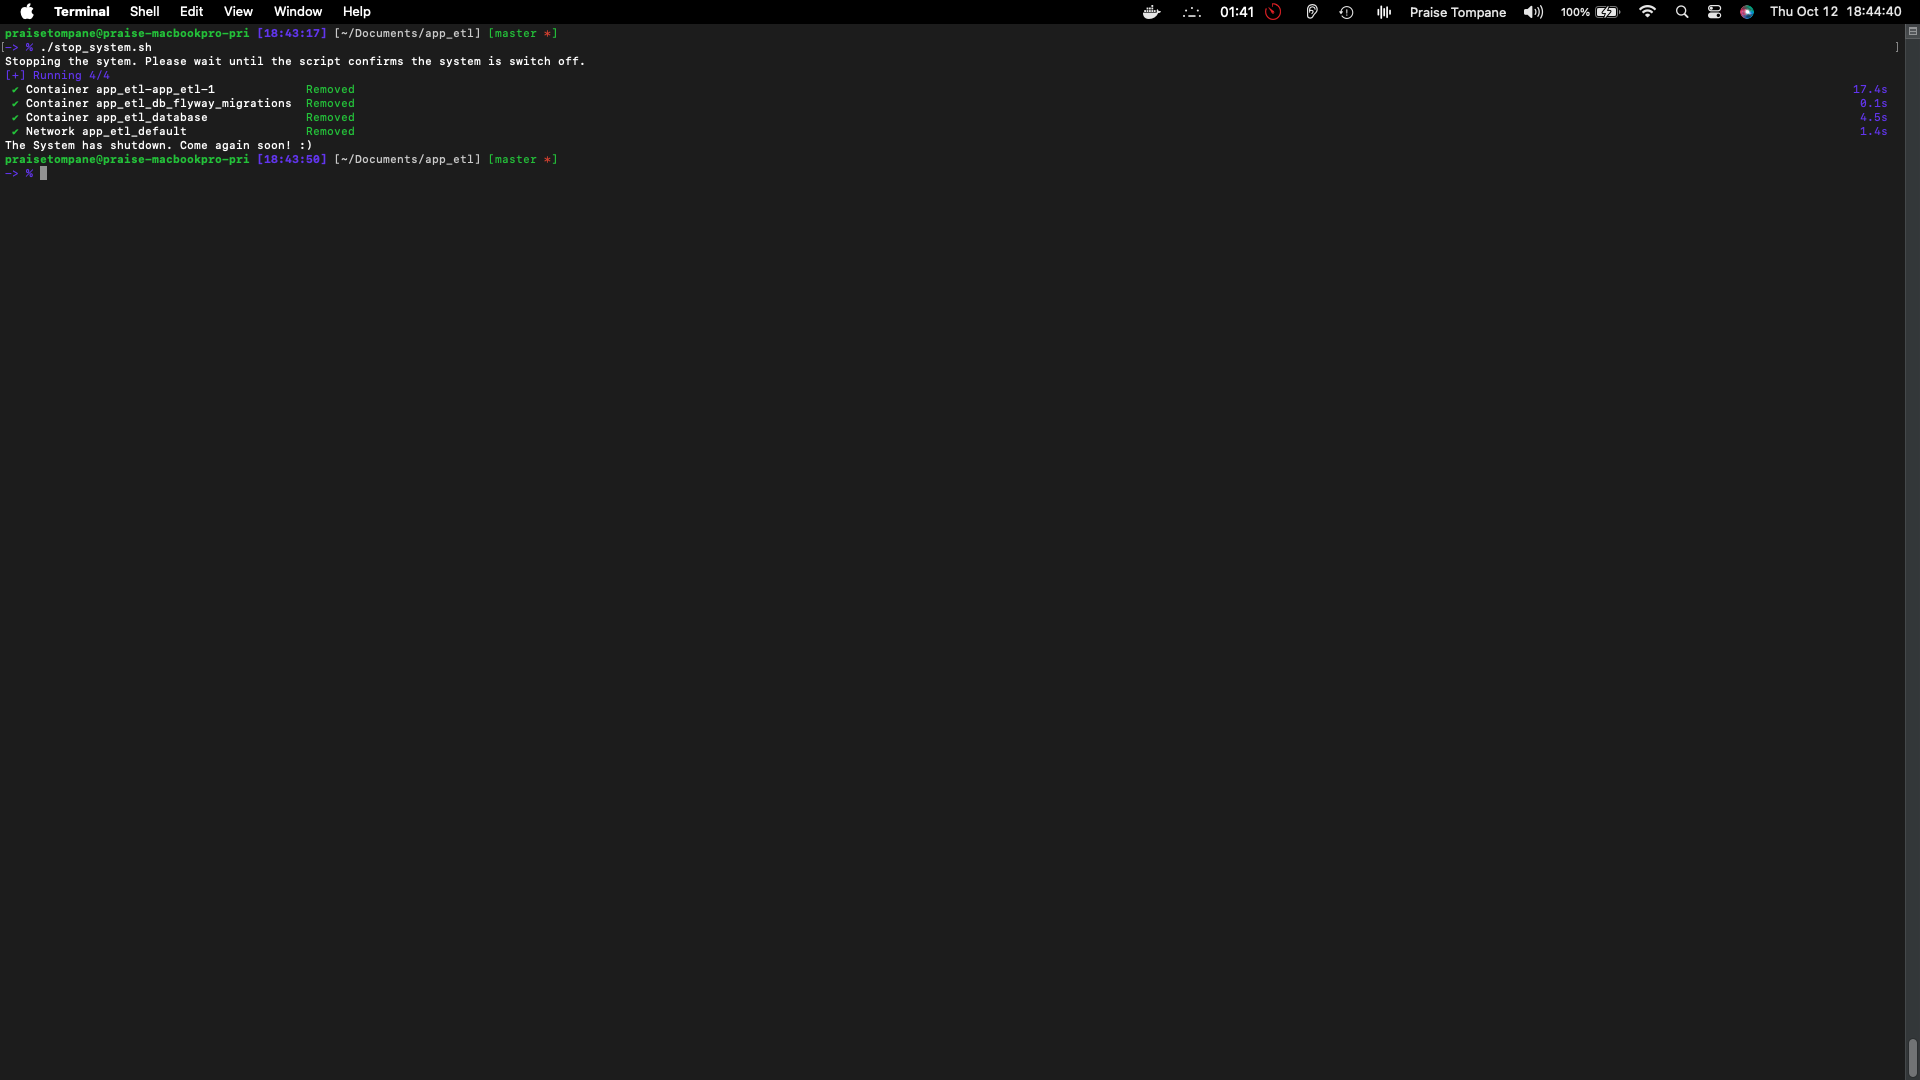 Terminal Shell Edit View Window Help 01:41 Praise Tompane 100% Thu Oct 12 18:44:40
praisetompane@praise-macbookpro-pri [18:43:17] [~/Documents/app_etl] [master *]
[-> % ./stop_system.sh ]
Stopping the sytem. Please wait until the script confirms the system is switch off.
[+] Running 4/4
✔ Container app_etl-app_etl-1 Removed 17.4s
✔ Container app_etl_db_flyway_migrations Removed 0.1s
✔ Container app_etl_database Removed 4.5s
✔ Network app_etl_default Removed 1.4s
The System has shutdown. Come again soon! :)
praisetompane@praise-macbookpro-pri [18:43:50] [~/Documents/app_etl] [master *]
-> %